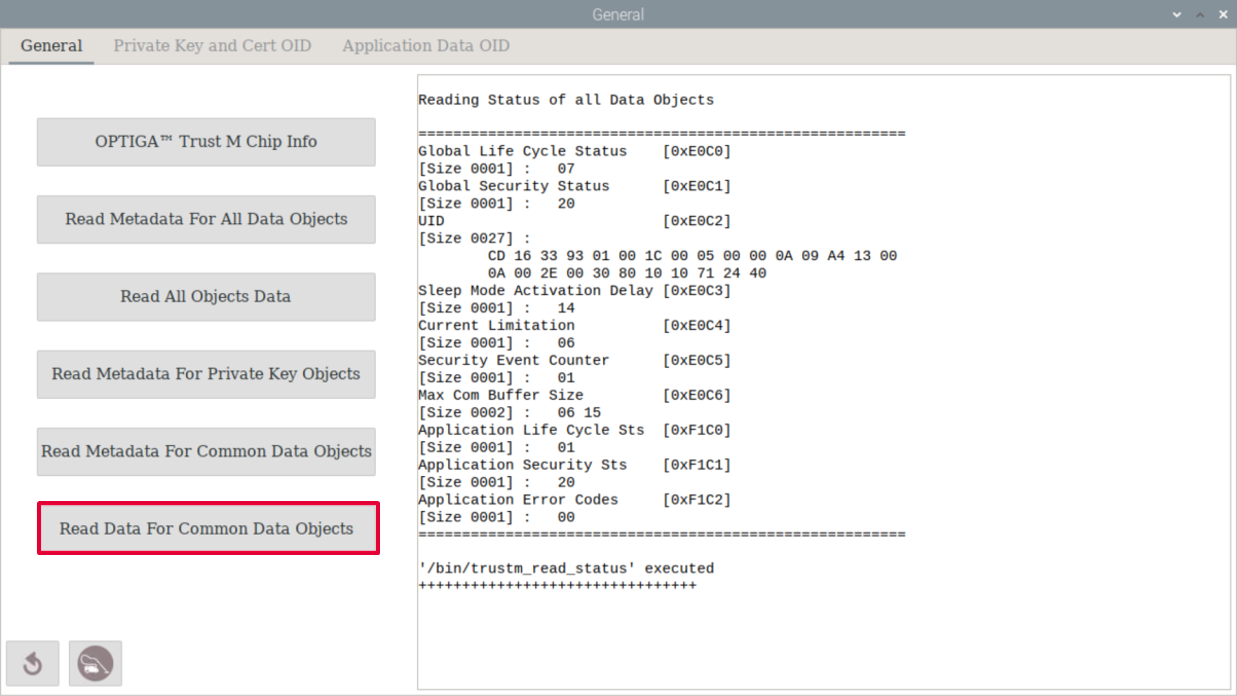 General
General Private Key and Cert OID Application Data OID
OPTIGA™ Trust M Chip Info
Read Metadata For All Data Objects
Read All Objects Data
Read Metadata For Private Key Objects
Read Metadata For Common Data Objects
Read Data For Common Data Objects
Reading Status of all Data Objects
========================================================
Global Life Cycle Status    [0xE0C0]
[Size 0001] :   07
Global Security Status      [0xE0C1]
[Size 0001] :   20
UID                         [0xE0C2]
[Size 0027] :
        CD 16 33 93 01 00 1C 00 05 00 00 0A 09 A4 13 00
        0A 00 2E 00 30 80 10 10 71 24 40
Sleep Mode Activation Delay [0xE0C3]
[Size 0001] :   14
Current Limitation          [0xE0C4]
[Size 0001] :   06
Security Event Counter      [0xE0C5]
[Size 0001] :   01
Max Com Buffer Size         [0xE0C6]
[Size 0002] :   06 15
Application Life Cycle Sts  [0xF1C0]
[Size 0001] :   01
Application Security Sts    [0xF1C1]
[Size 0001] :   20
Application Error Codes     [0xF1C2]
[Size 0001] :   00
========================================================
'/bin/trustm_read_status' executed
++++++++++++++++++++++++++++++++